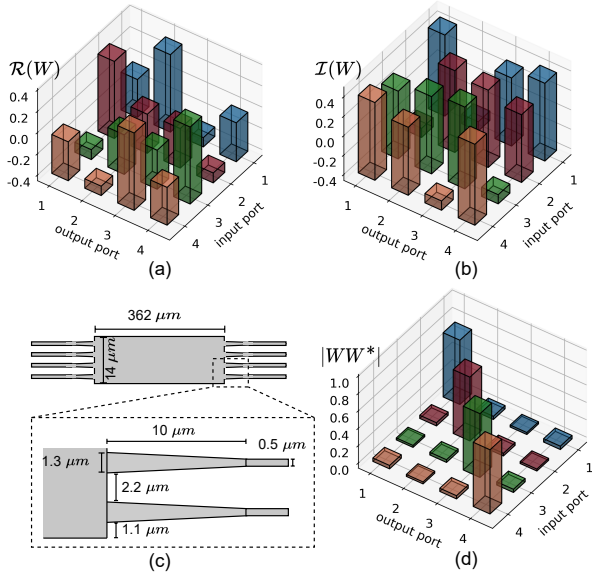 ℛ(W)
0.4
0.2
0.0
-0.2
-0.4
1
2
3
4
output port
4
3
2
1
input port
(a)
ℐ(W)
0.4
0.2
0.0
-0.2
-0.4
1
2
3
4
output port
4
3
2
1
input port
(b)
362 μm
14 μm
10 μm
0.5 μm
1.3 μm
2.2 μm
1.1 μm
(c)
|WW*|
1.0
0.8
0.6
0.4
0.2
0.0
1
2
3
4
output port
4
3
2
1
input port
(d)